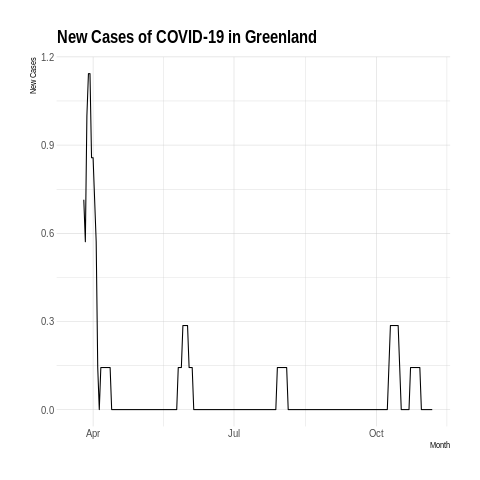 New Cases of COVID-19 in Greenland
New Cases
1.2
0.9
0.6
0.3
0.0
Apr
Jul
Oct
Month